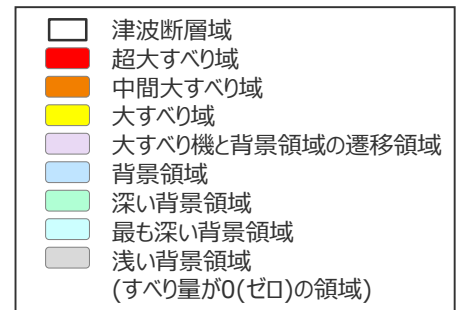 津波断層域
超大すべり域
中間大すべり域
大すべり域
大すべり機と背景領域の遷移領域
背景領域
深い背景領域
最も深い背景領域
浅い背景領域
(すべり量が0(ゼロ)の領域)